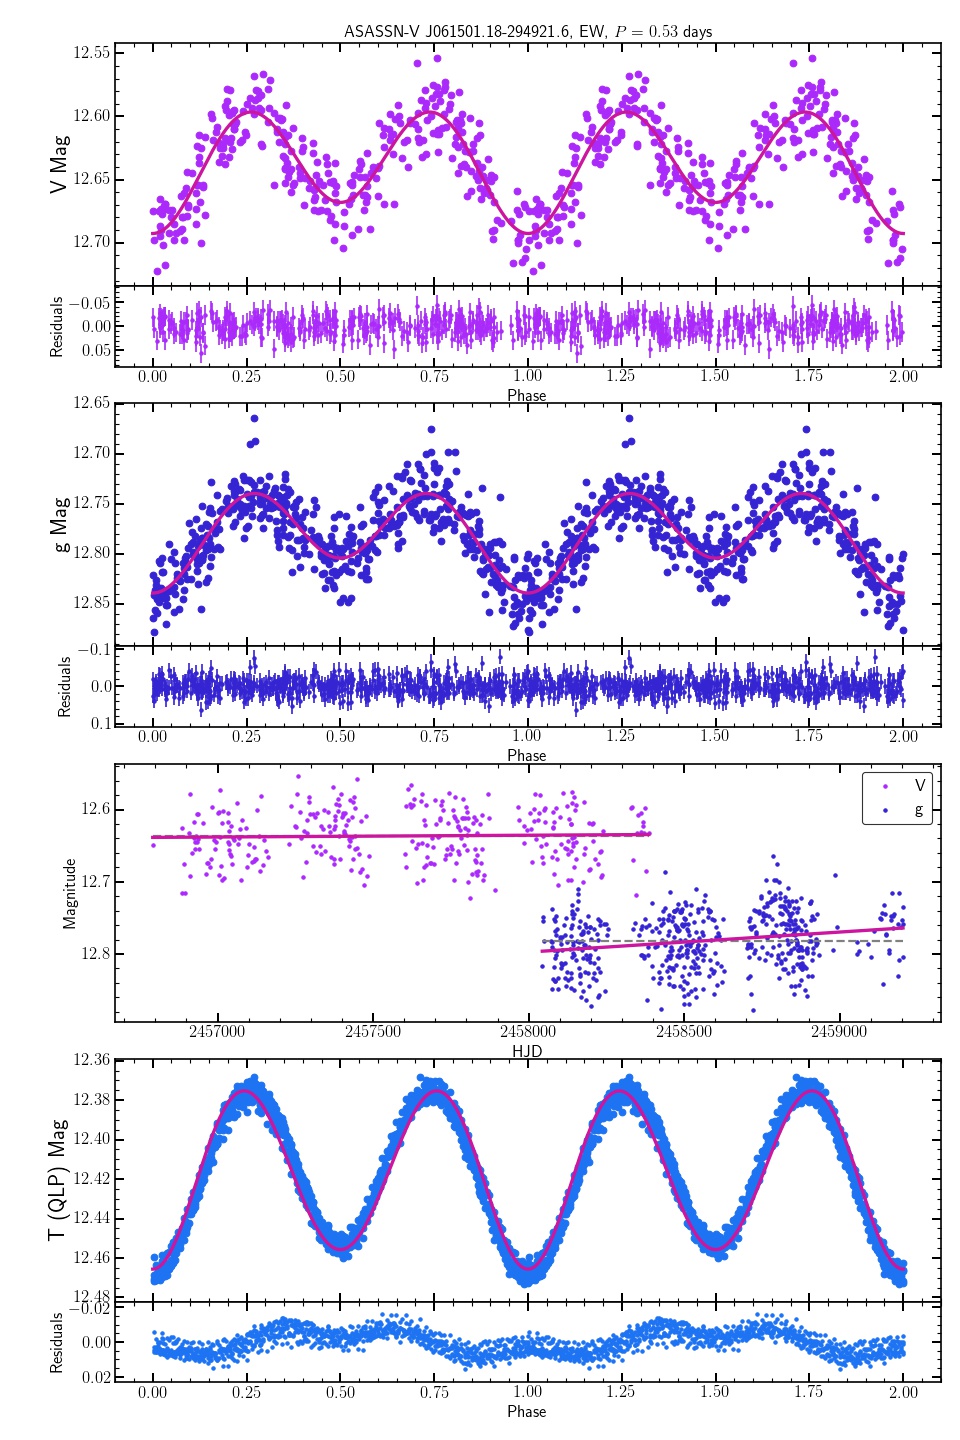 ASASSN-V J061501.18-294921.6, EW, P = 0.53 days
12.55
12.60
12.65
12.70
V Mag
−0.05
0.00
0.05
Residuals
0.00 0.25 0.50 0.75 1.00 1.25 1.50 1.75 2.00
Phase
12.65
12.70
12.75
12.80
12.85
g Mag
−0.1
0.0
0.1
Residuals
0.00 0.25 0.50 0.75 1.00 1.25 1.50 1.75 2.00
Phase
V
g
12.6
12.7
12.8
Magnitude
2457000 2457500 2458000 2458500 2459000
HJD
12.36
12.38
12.40
12.42
12.44
12.46
12.48
T (QLP) Mag
−0.02
0.00
0.02
Residuals
0.00 0.25 0.50 0.75 1.00 1.25 1.50 1.75 2.00
Phase